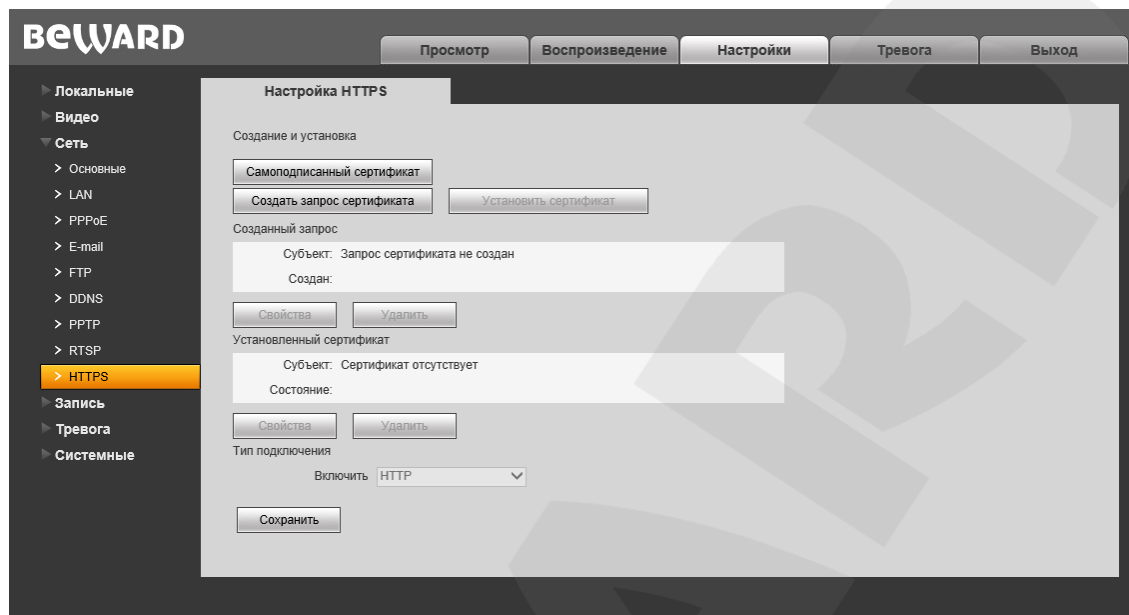 BEWARD
Просмотр Воспроизведение Настройки Тревога Выход
Локальные
Видео
Сеть
Основные
LAN
PPPoE
E-mail
FTP
DDNS
PPTP
RTSP
HTTPS
Запись
Тревога
Системные
Настройка HTTPS
Создание и установка
Самоподписанный сертификат
Создать запрос сертификата Установить сертификат
Созданный запрос
Субъект: Запрос сертификата не создан
Создан:
Свойства Удалить
Установленный сертификат
Субъект: Сертификат отсутствует
Состояние:
Свойства Удалить
Тип подключения
Включить HTTP
Сохранить